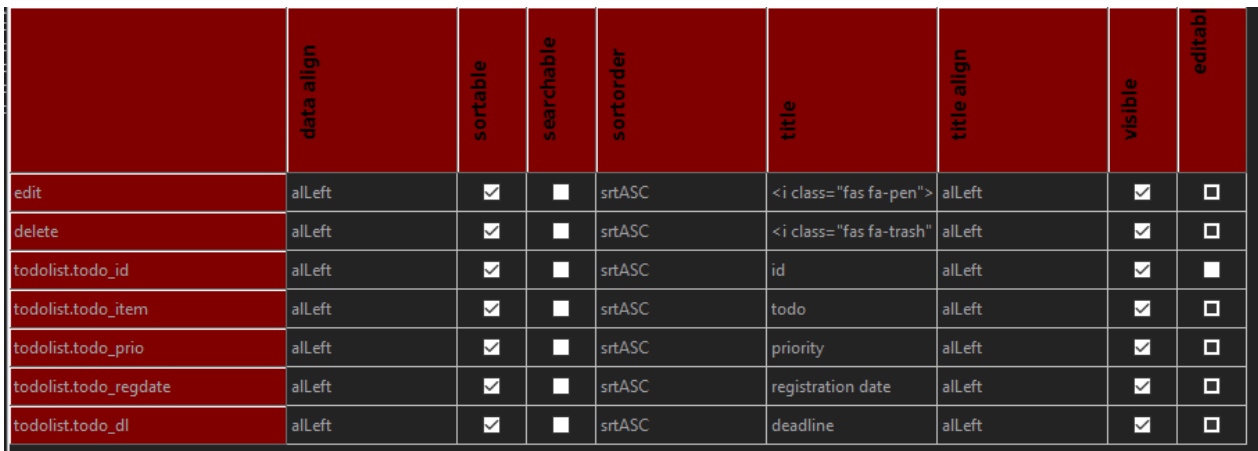 data align sortable searchable sortorder title title align visible editabl
edit alLeft srtASC <i class="fas fa-pen"> alLeft
delete alLeft srtASC <i class="fas fa-trash" alLeft
todolist.todo_id alLeft srtASC id alLeft
todolist.todo_item alLeft srtASC todo alLeft
todolist.todo_prio alLeft srtASC priority alLeft
todolist.todo_regdate alLeft srtASC registration date alLeft
todolist.todo_dl alLeft srtASC deadline alLeft